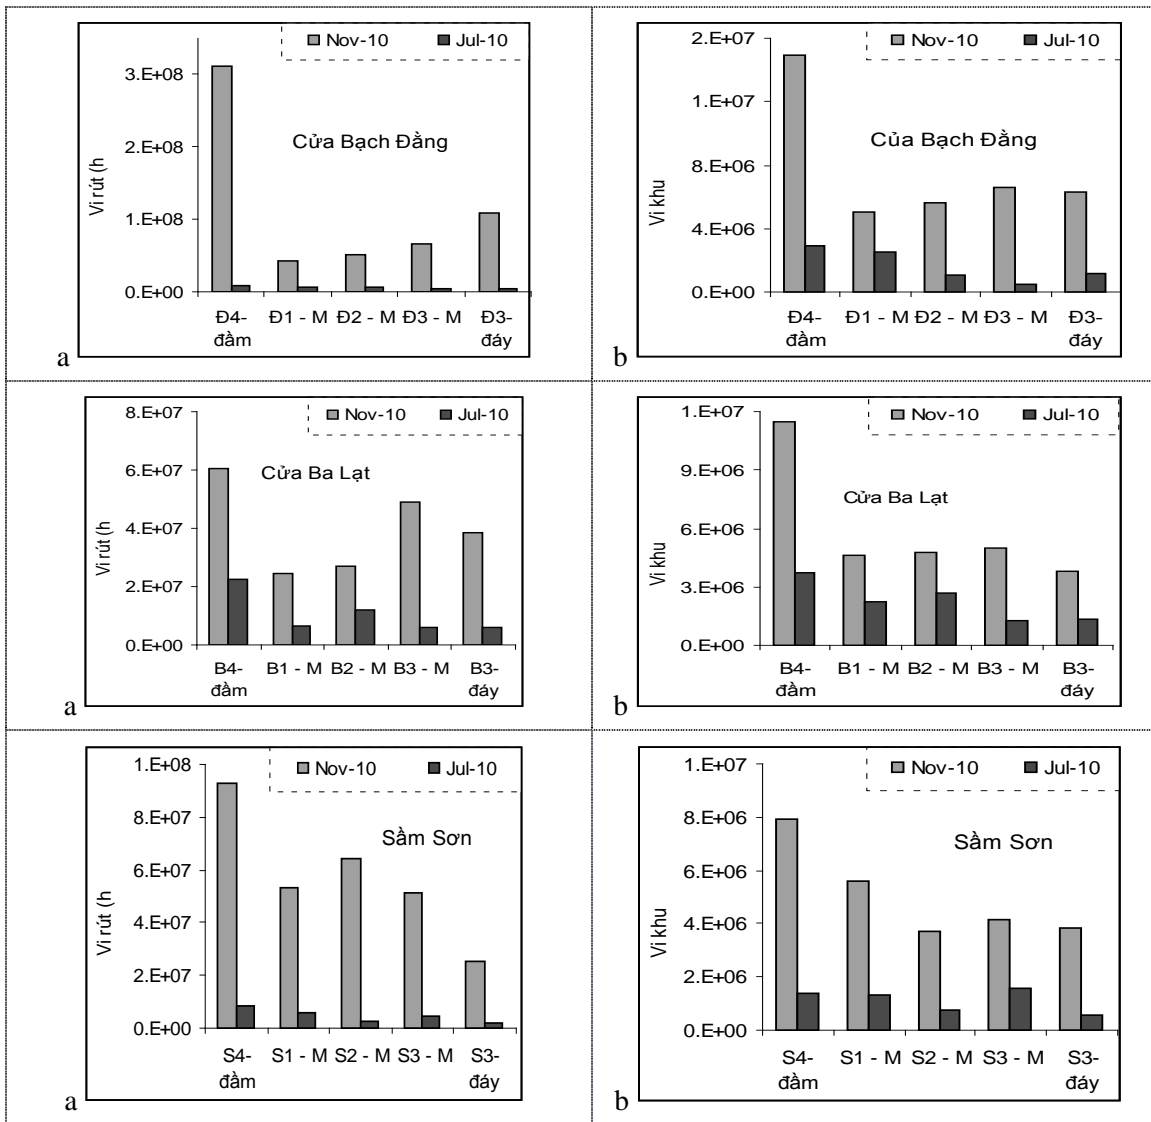 Nov-10 Jul-10
3.E+08
2.E+08
1.E+08
0.E+00
Vi rút (h
Cửa Bạch Đằng
Đ4- Đ1 - M Đ2 - M Đ3 - M Đ3-
đầm đáy
a
Nov-10 Jul-10
2.E+07
1.E+07
8.E+06
4.E+06
0.E+00
Vi khu
Của Bạch Đằng
Đ4- Đ1 - M Đ2 - M Đ3 - M Đ3-
đầm đáy
b
Nov-10 Jul-10
8.E+07
6.E+07
4.E+07
2.E+07
0.E+00
Vi rút (h
Cửa Ba Lạt
B4- B1 - M B2 - M B3 - M B3-
đầm đáy
a
Nov-10 Jul-10
1.E+07
9.E+06
6.E+06
3.E+06
0.E+00
Vi khu
Cửa Ba Lạt
B4- B1 - M B2 - M B3 - M B3-
đầm đáy
b
Nov-10 Jul-10
1.E+08
8.E+07
6.E+07
4.E+07
2.E+07
0.E+00
Vi rút (h
Sầm Sơn
S4- S1 - M S2 - M S3 - M S3-
đầm đáy
a
Nov-10 Jul-10
1.E+07
8.E+06
6.E+06
4.E+06
2.E+06
0.E+00
Vi khu
Sầm Sơn
S4- S1 - M S2 - M S3 - M S3-
đầm đáy
b